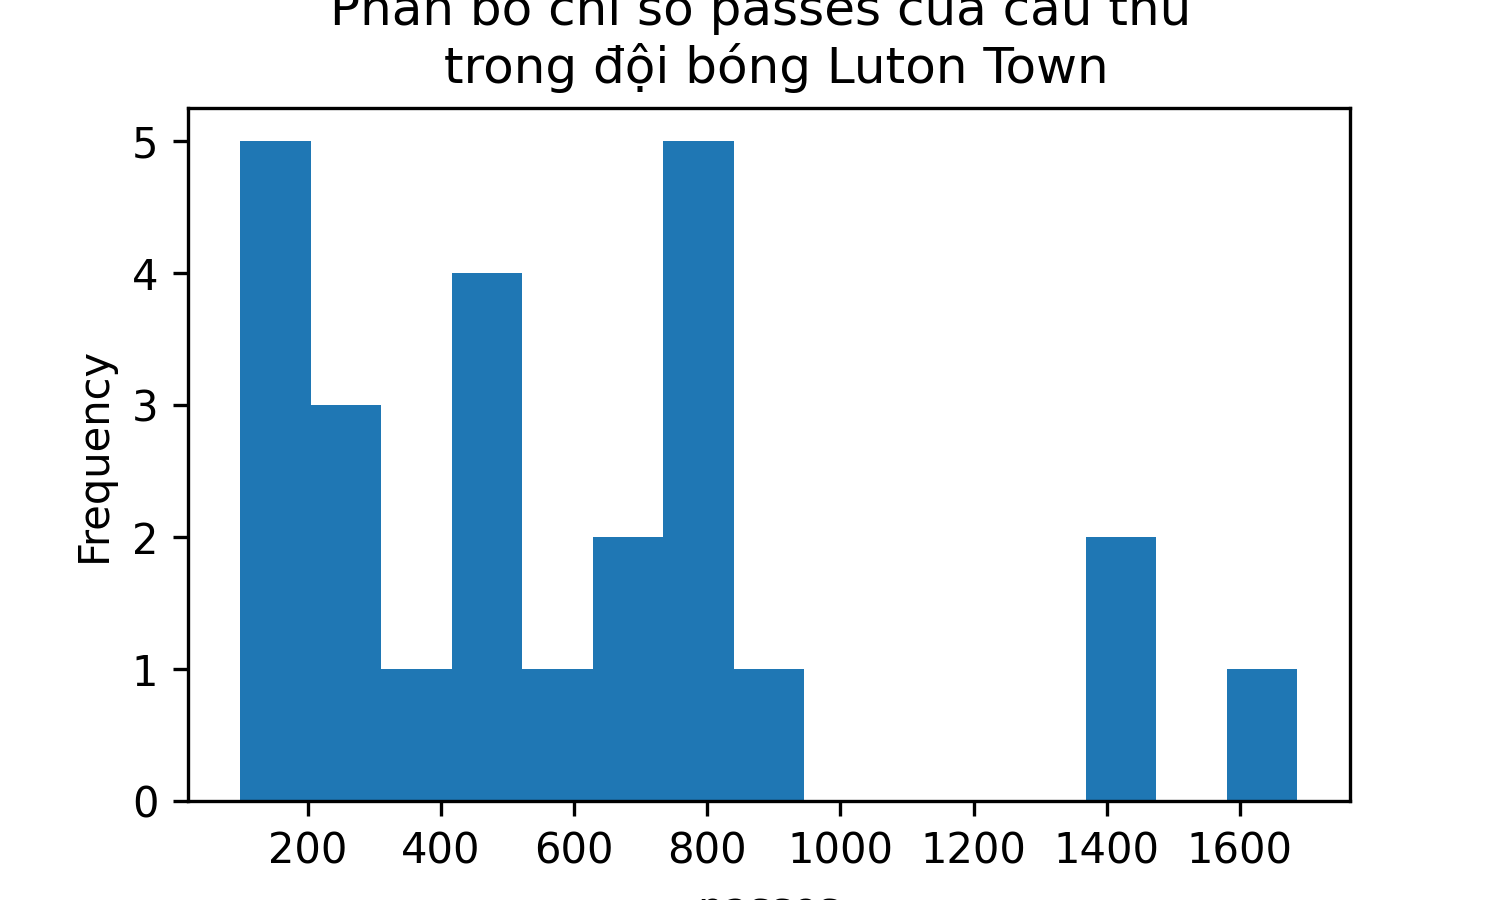 Phân bố chỉ số passes của cầu thủ
trong đội bóng Luton Town
5
4
3
2
1
0
Frequency
200 400 600 800 1000 1200 1400 1600
passes